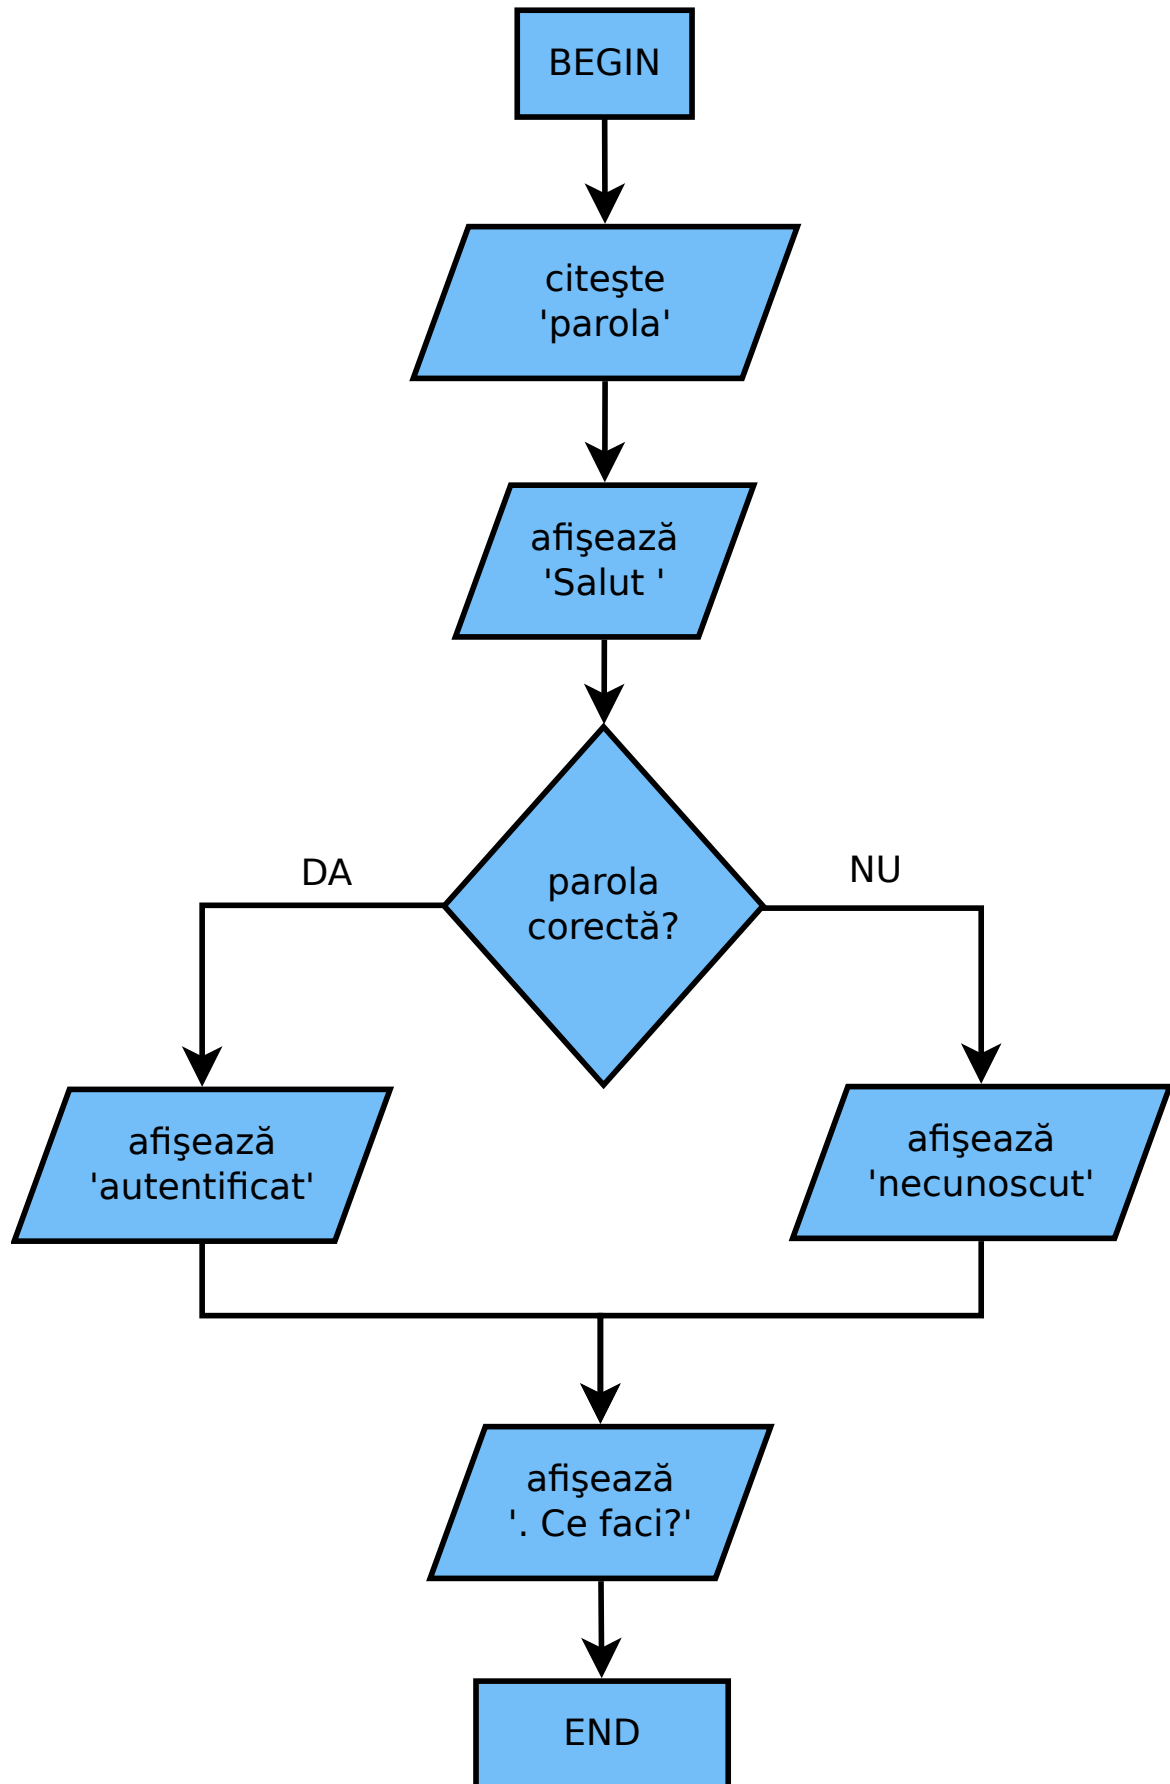 BEGIN
citeşte
'parola'
afişează
'Salut '
parola
corectă?
DA
NU
afişează
'autentificat'
afişează
'necunoscut'
afişează
'. Ce faci?'
END